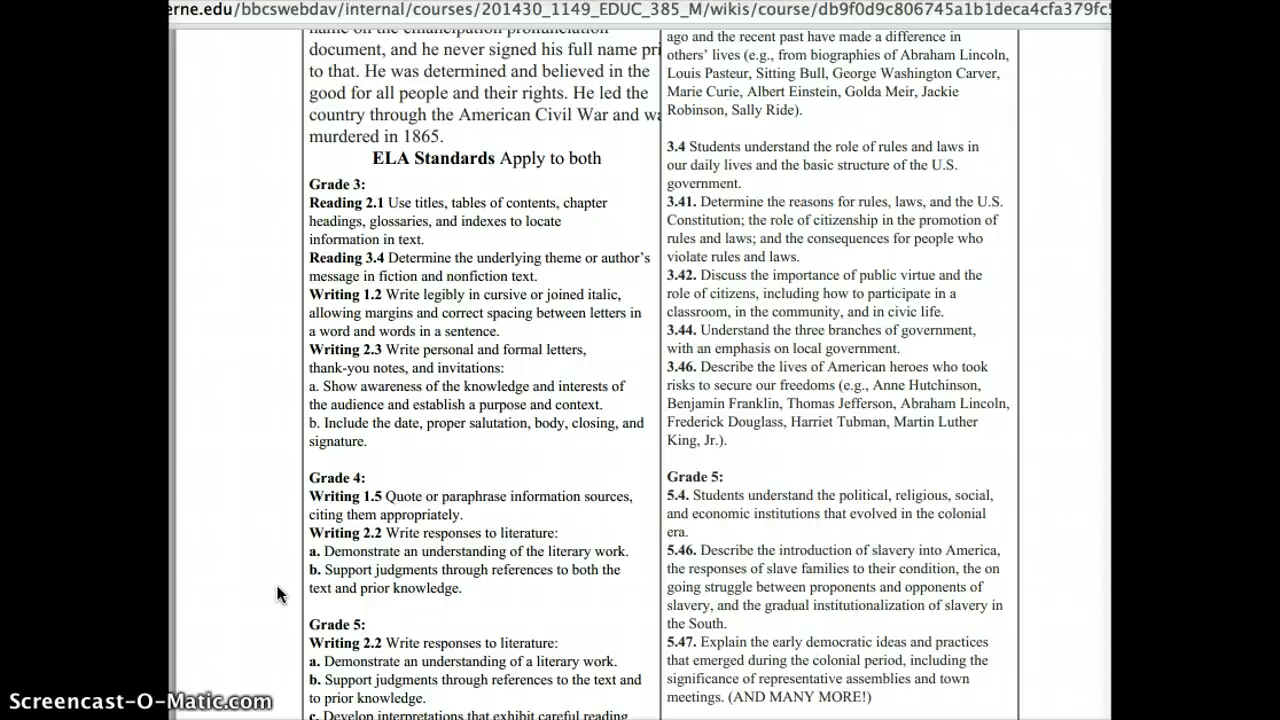 erne.edu/bbcswebdav/internal/courses/201430_1149_EDUC_385_M/wikis/course/db9f0d9c806745a1b1deca4cfa379fc
name on the emancipation pronunciation
document, and he never signed his full name pri
to that. He was determined and believed in the
good for all people and their rights. He led the
country through the American Civil War and wa
murdered in 1865.
ELA Standards Apply to both
Grade 3:
Reading 2.1 Use titles, tables of contents, chapter
headings, glossaries, and indexes to locate
information in text.
Reading 3.4 Determine the underlying theme or author's
message in fiction and nonfiction text.
Writing 1.2 Write legibly in cursive or joined italic,
allowing margins and correct spacing between letters in
a word and words in a sentence.
Writing 2.3 Write personal and formal letters,
thank-you notes, and invitations:
a. Show awareness of the knowledge and interests of
the audience and establish a purpose and context.
b. Include the date, proper salutation, body, closing, and
signature.
Grade 4:
Writing 1.5 Quote or paraphrase information sources,
citing them appropriately.
Writing 2.2 Write responses to literature:
a. Demonstrate an understanding of the literary work.
b. Support judgments through references to both the
text and prior knowledge.
Grade 5:
Writing 2.2 Write responses to literature:
a. Demonstrate an understanding of a literary work.
b. Support judgments through references to the text and
to prior knowledge.
c. Develop interpretations that exhibit careful reading
ago and the recent past have made a difference in
others' lives (e.g., from biographies of Abraham Lincoln,
Louis Pasteur, Sitting Bull, George Washington Carver,
Marie Curie, Albert Einstein, Golda Meir, Jackie
Robinson, Sally Ride).
3.4 Students understand the role of rules and laws in
our daily lives and the basic structure of the U.S.
government.
3.41. Determine the reasons for rules, laws, and the U.S.
Constitution; the role of citizenship in the promotion of
rules and laws; and the consequences for people who
violate rules and laws.
3.42. Discuss the importance of public virtue and the
role of citizens, including how to participate in a
classroom, in the community, and in civic life.
3.44. Understand the three branches of government,
with an emphasis on local government.
3.46. Describe the lives of American heroes who took
risks to secure our freedoms (e.g., Anne Hutchinson,
Benjamin Franklin, Thomas Jefferson, Abraham Lincoln,
Frederick Douglass, Harriet Tubman, Martin Luther
King, Jr.).
Grade 5:
5.4. Students understand the political, religious, social,
and economic institutions that evolved in the colonial
era.
5.46. Describe the introduction of slavery into America,
the responses of slave families to their condition, the on
going struggle between proponents and opponents of
slavery, and the gradual institutionalization of slavery in
the South.
5.47. Explain the early democratic ideas and practices
that emerged during the colonial period, including the
significance of representative assemblies and town
meetings. (AND MANY MORE!)
Screencast-O-Matic.com